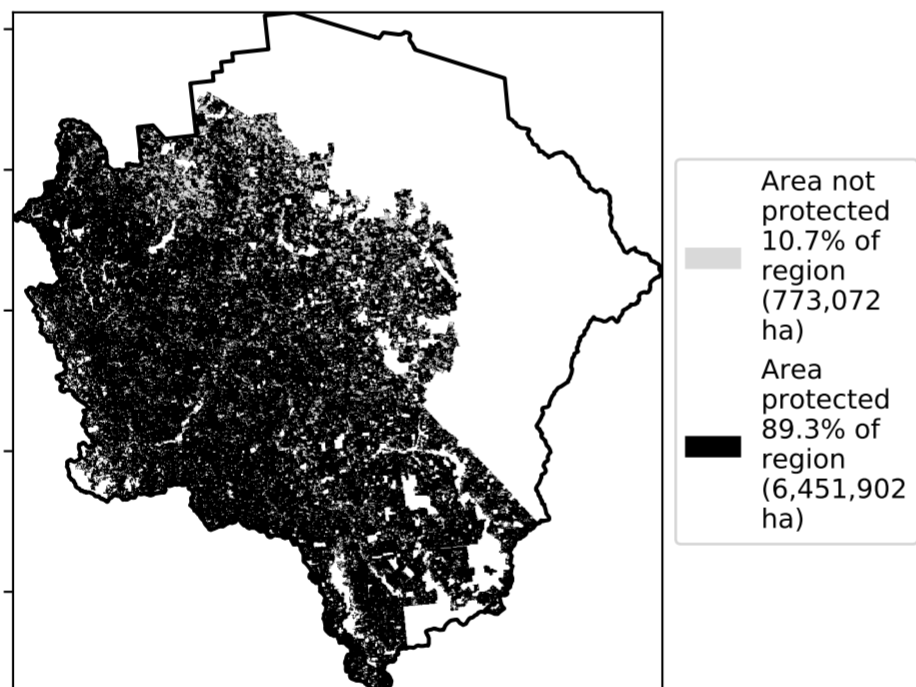 Area not
protected
10.7% of
region
(773,072
ha)
Area
protected
89.3% of
region
(6,451,902
ha)